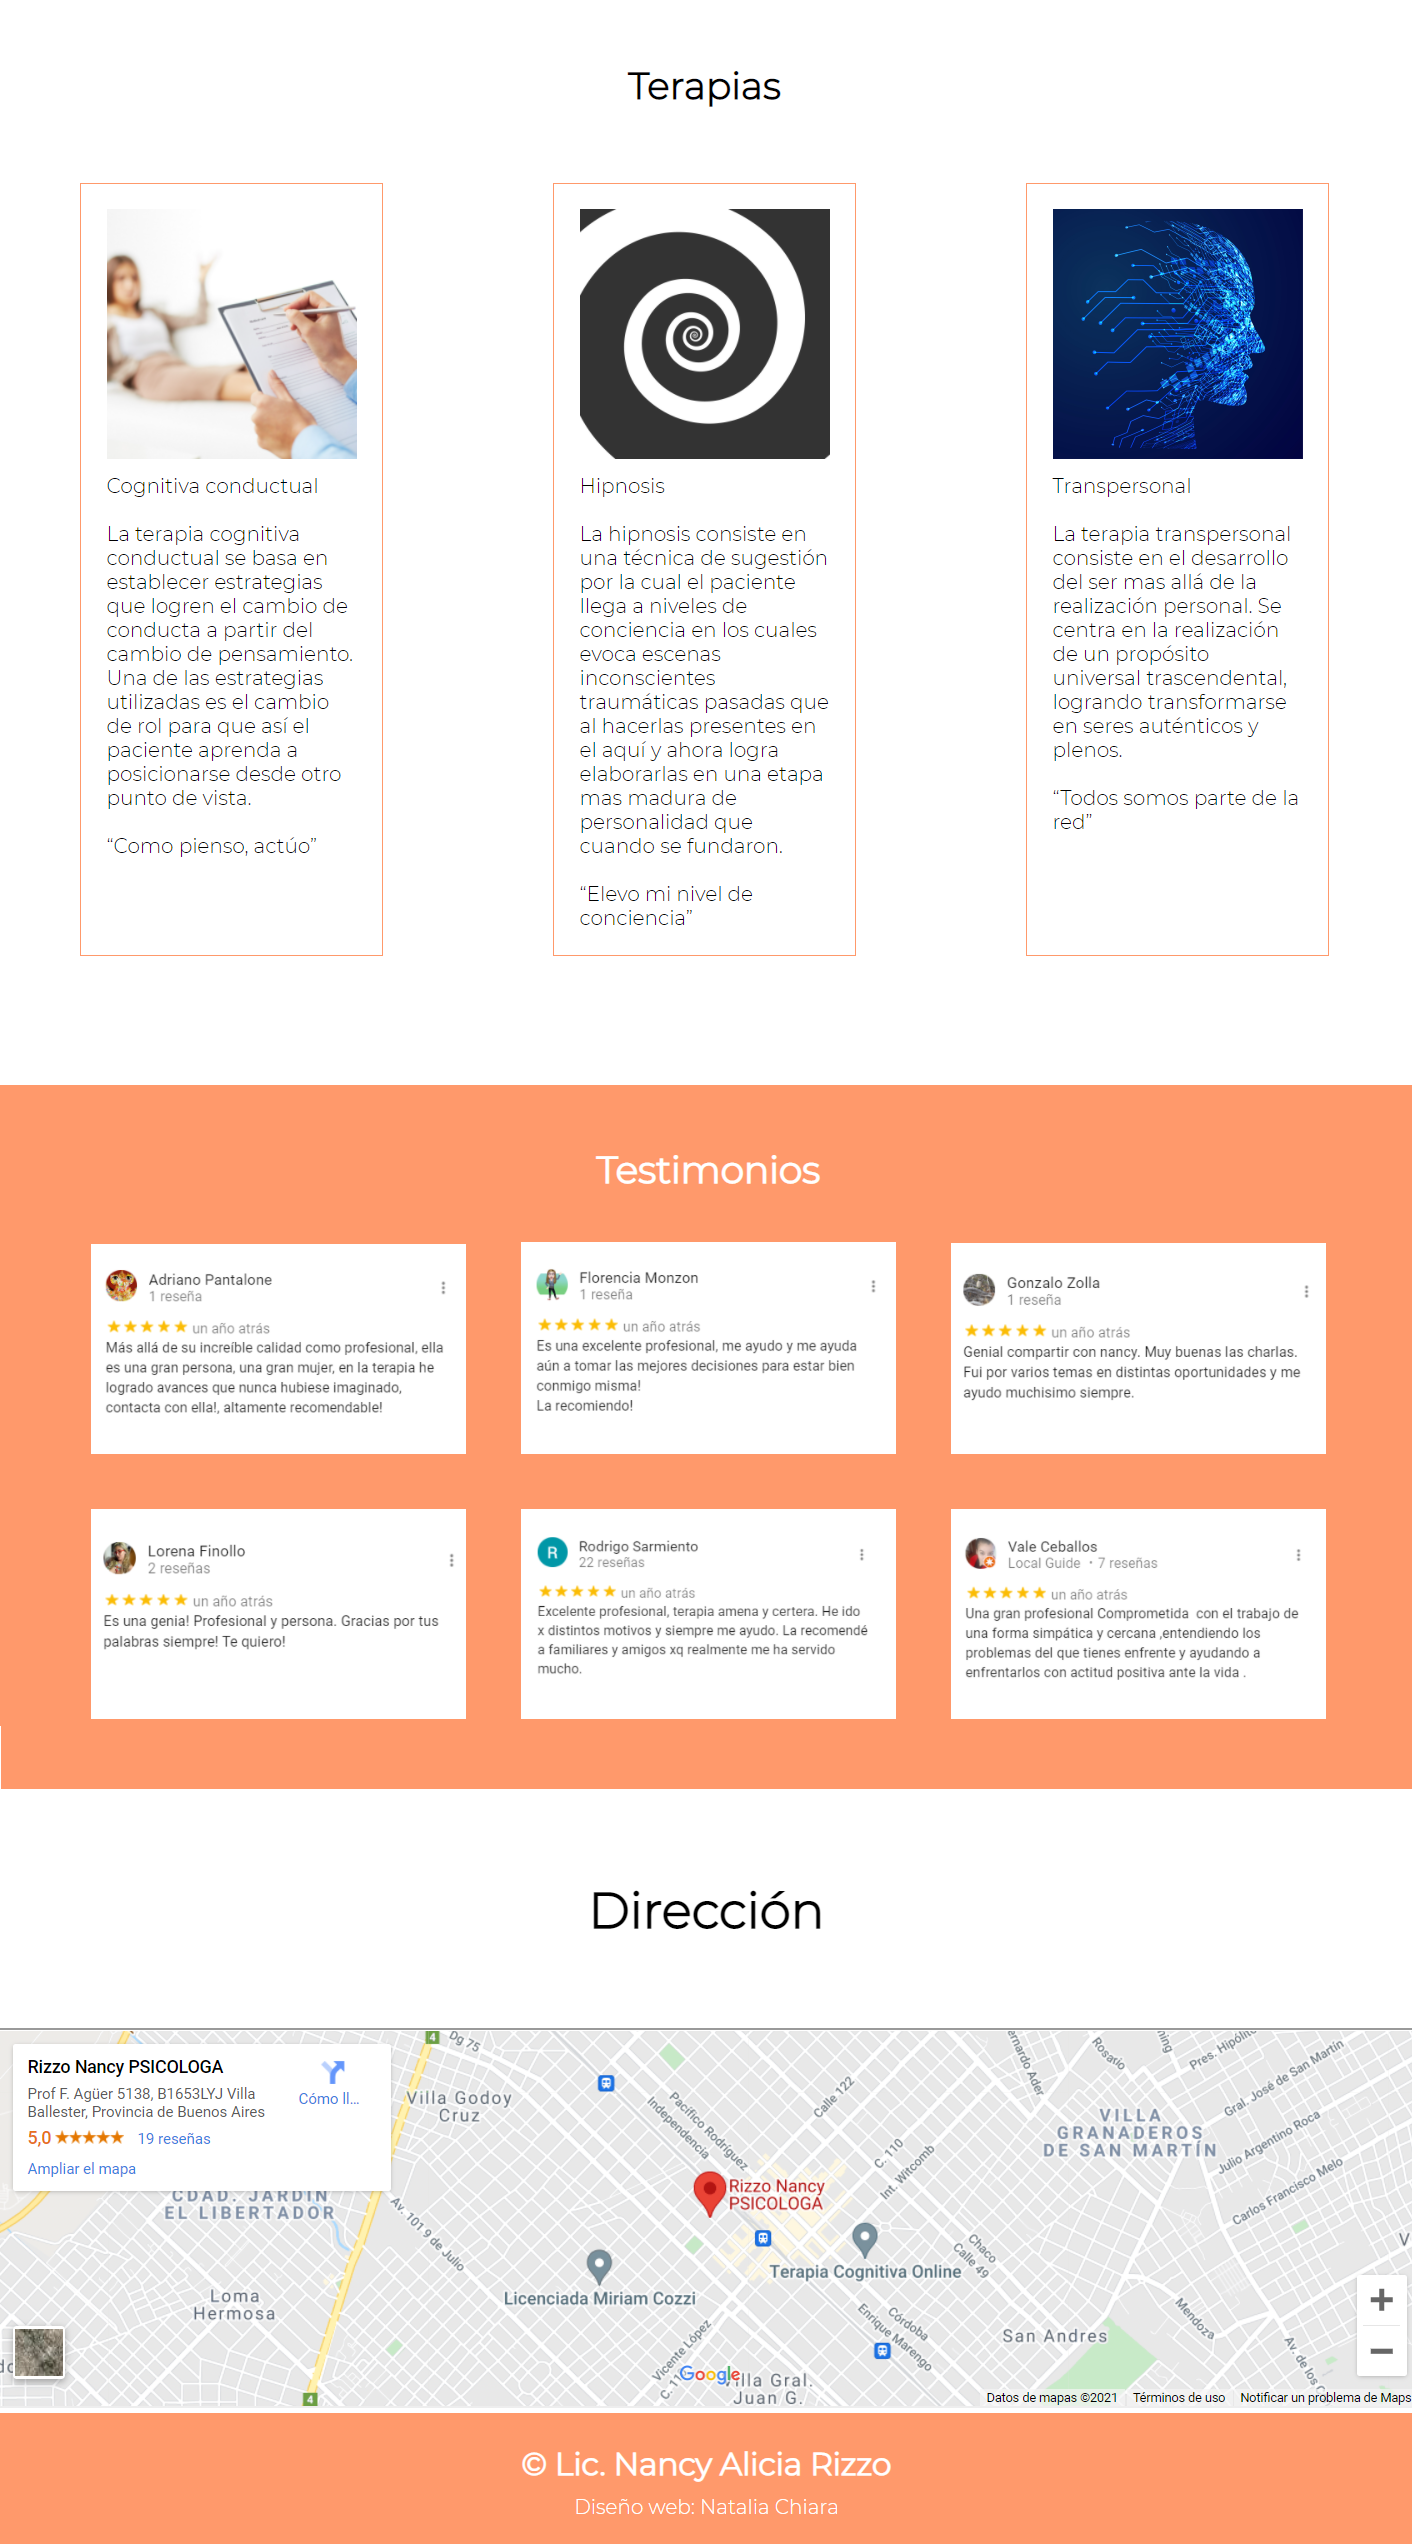 Terapias
Cognitiva conductual
La terapia cognitiva
conductual se basa en
establecer estrategias
que logren el cambio de
conducta a partir del
cambio de pensamiento.
Una de las estrategias
utilizadas es el cambio
de rol para que así el
paciente aprenda a
posicionarse desde otro
punto de vista.
“Como pienso, actúo”
Hipnosis
La hipnosis consiste en
una técnica de sugestión
por la cual el paciente
llega a niveles de
conciencia en los cuales
evoca escenas
inconscientes
traumáticas pasadas que
al hacerlas presentes en
el aquí y ahora logra
elaborarlas en una etapa
mas madura de
personalidad que
cuando se fundaron.
“Elevo mi nivel de
conciencia”
Transpersonal
La terapia transpersonal
consiste en el desarrollo
del ser mas allá de la
realización personal. Se
centra en la realización
de un propósito
universal trascendental,
logrando transformarse
en seres auténticos y
plenos.
“Todos somos parte de la
red”
Testimonios
Adriano Pantalone
1 reseña
un año atrás
Más allá de su increíble calidad como profesional, ella
es una gran persona, una gran mujer, en la terapia he
logrado avances que nunca hubiese imaginado,
contacta con ella!, altamente recomendable!
Florencia Monzon
1 reseña
un año atrás
Es una excelente profesional, me ayudo y me ayuda
aún a tomar las mejores decisiones para estar bien
conmigo misma!
La recomiendo!
Gonzalo Zolla
1 reseña
un año atrás
Genial compartir con nancy. Muy buenas las charlas.
Fui por varios temas en distintas oportunidades y me
ayudo muchisimo siempre.
Lorena Finollo
2 reseñas
un año atrás
Es una genia! Profesional y persona. Gracias por tus
palabras siempre! Te quiero!
R
Rodrigo Sarmiento
22 reseñas
un año atrás
Excelente profesional, terapia amena y certera. He ido
x distintos motivos y siempre me ayudo. La recomendé
a familiares y amigos xq realmente me ha servido
mucho.
Vale Ceballos
Local Guide · 7 reseñas
un año atrás
Una gran profesional Comprometida con el trabajo de
una forma simpática y cercana ,entendiendo los
problemas del que tienes enfrente y ayudando a
enfrentarlos con actitud positiva ante la vida .
Dirección
Rizzo Nancy PSICOLOGA
Prof F. Agüer 5138, B1653LYJ Villa
Ballester, Provincia de Buenos Aires
5,0 19 reseñas
Ampliar el mapa
Cómo ll...
4
Dg 75
Villa Godoy
Cruz
Pacífico Rodriguez
Independencia
Calle 122
C. 110
Int. Witcomb
Rosario
Pres. Hipólito
Gral. José de San Martín
Julio Argentino Roca
Carlos Francisco Melo
VILLA
GRANADEROS
DE SAN MARTÍN
CDAD. JARDÍN
EL LIBERTADOR
Av. 101 9 de Julio
Rizzo Nancy
PSICOLOGA
Chaco
Calle 49
Terapia Cognitiva Online
Licenciada Miriam Cozzi
Loma
Hermosa
Córdoba
Enrique Marengo
Mendoza
San Andres
Vicente López
Av. de los C
Google
Villa Gral.
Juan G.
4
Datos de mapas ©2021
Términos de uso
Notificar un problema de Maps
© Lic. Nancy Alicia Rizzo
Diseño web: Natalia Chiara